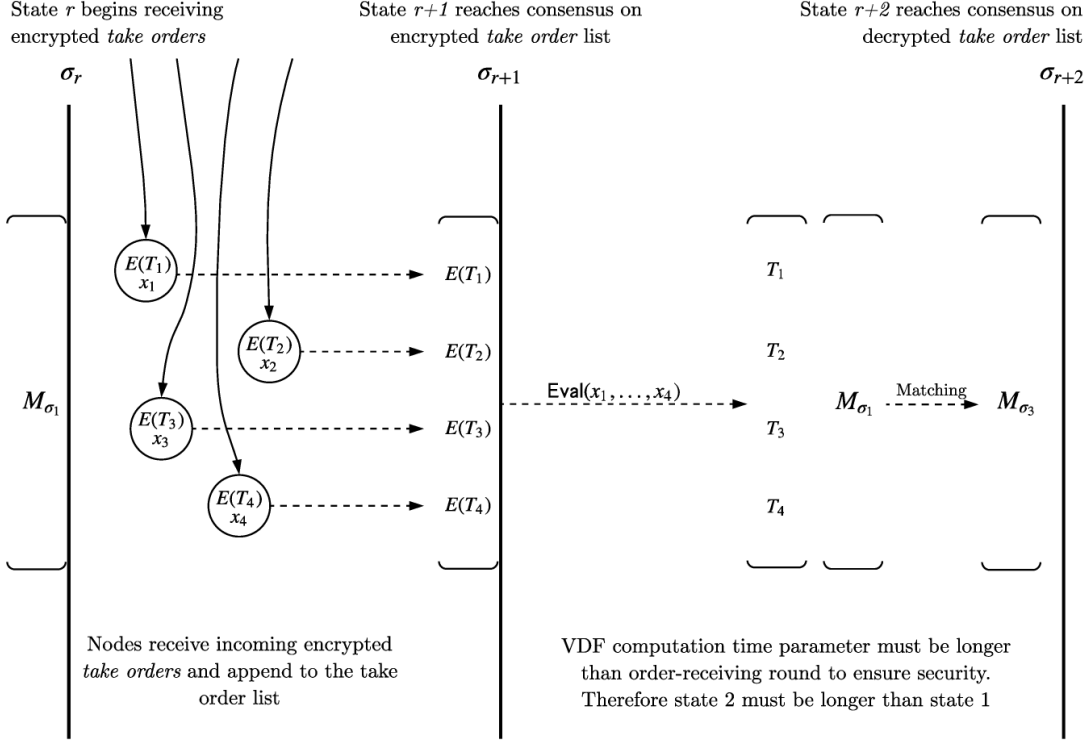 State r begins receiving
encrypted take orders
State r+1 reaches consensus on
encrypted take order list
State r+2 reaches consensus on
decrypted take order list
σr
σr+1
σr+2
E(T1)
x1
E(T1)
T1
E(T2)
x2
E(T2)
T2
Mσ1
Eval(x1,...,x4)
Mσ1
Matching
Mσ3
E(T3)
x3
E(T3)
T3
E(T4)
x4
E(T4)
T4
Nodes receive incoming encrypted
take orders and append to the take
order list
VDF computation time parameter must be longer
than order-receiving round to ensure security.
Therefore state 2 must be longer than state 1